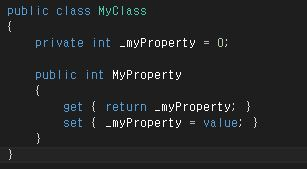 public class MyClass
{
    private int _myProperty = 0;

    public int MyProperty
    {
        get { return _myProperty; }
        set { _myProperty = value; }
    }
}